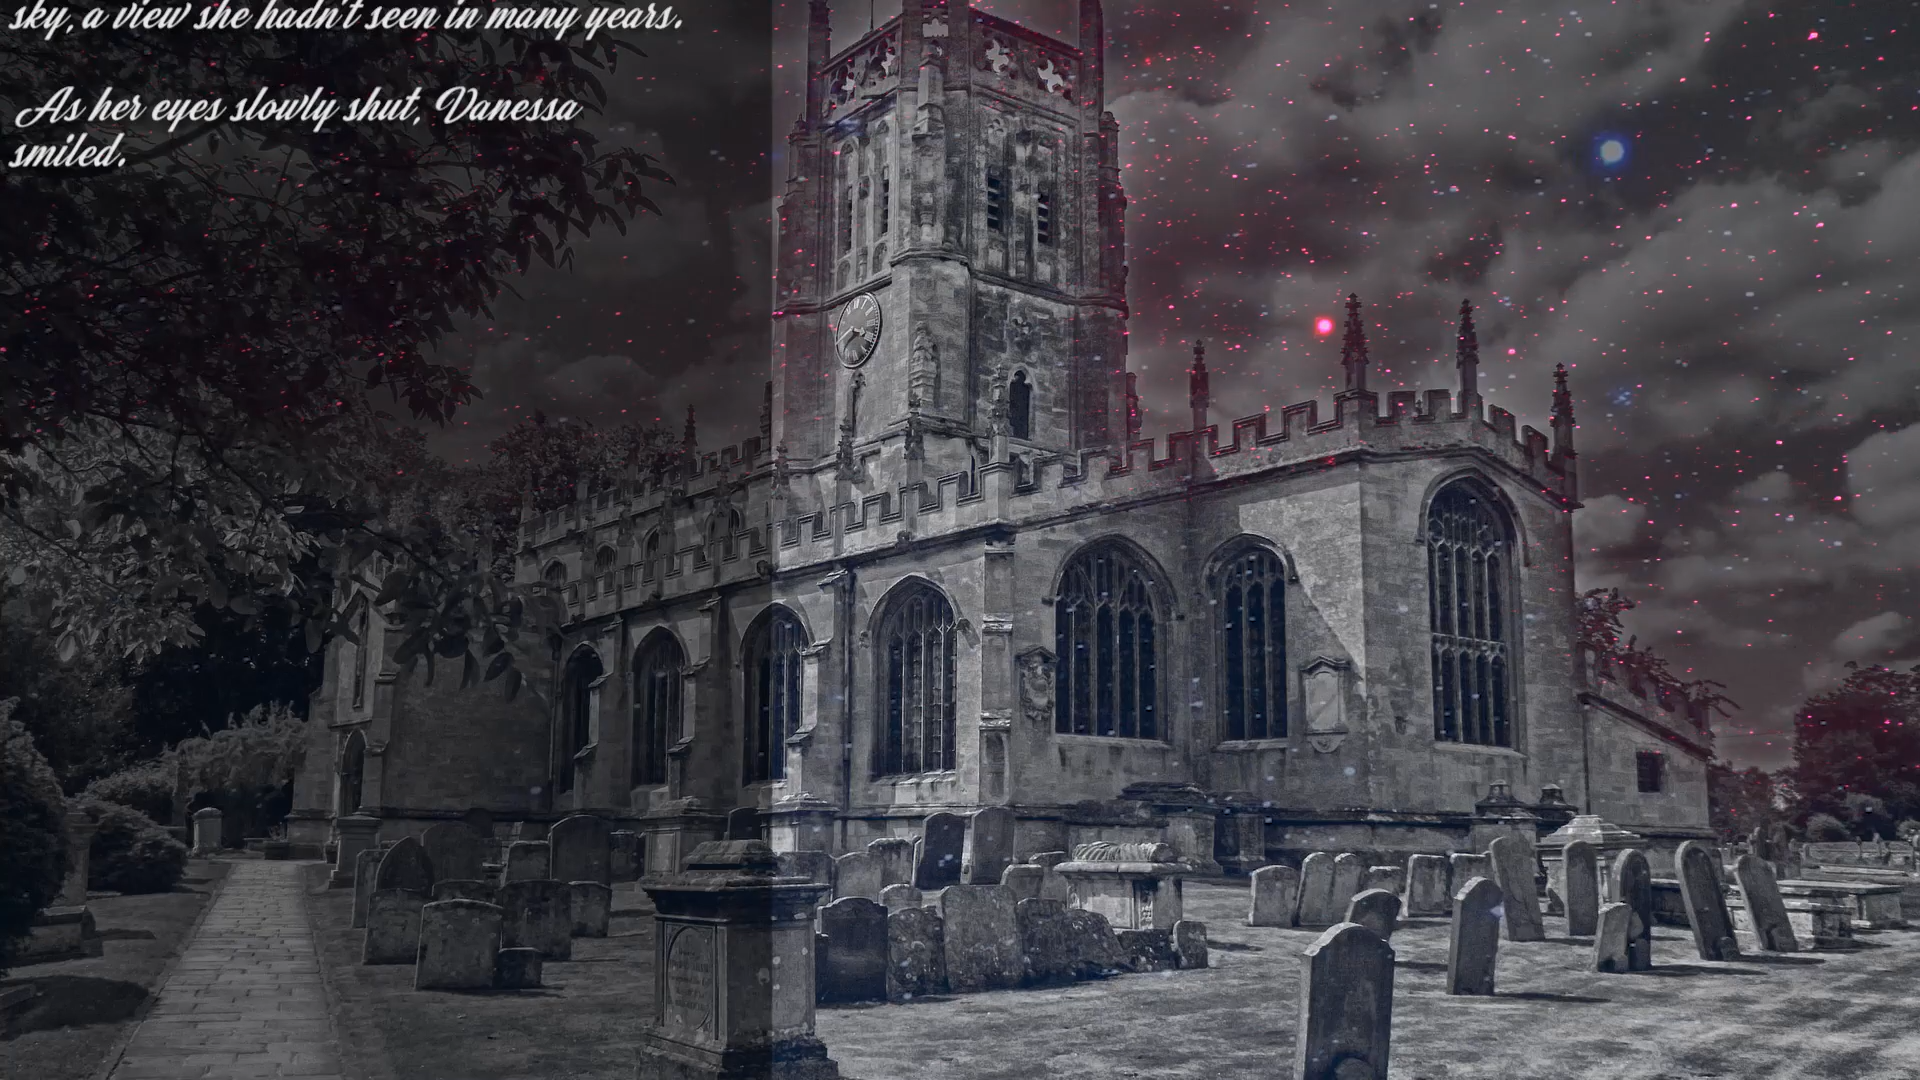 sky, a view she hadn't seen in many years.
As her eyes slowly shut, Vanessa
smiled.